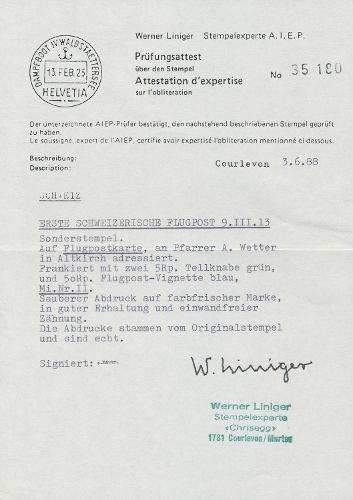 DAMPFBOOT IV WALDSTAETTERSEE
13. FEB. 25
HELVETIA
Werner Liniger Stempelexperte A.I.E.P.
Prüfungsattest
über den Stempel
Attestation d'expertise
sur l'oblitération
No 35 180
Der unterzeichnete AIEP-Prüfer bestätigt, den nachstehend beschriebenen Stempel geprüft
zu haben.
Le soussigné, expert de l'AIEP, certifie avoir expertisé l'oblitération mentionné ci-dessous.
Beschreibung:
Description:
Courlevon 3.6.88
SCHWEIZ
ERSTE SCHWEIZERISCHE FLUGPOST 9.III.13
Sonderstempel.
Auf Flugpostkarte, an Pfarrer A. Wetter
in Altkirch adressiert.
Frankiert mit zwei 5Rp. Tellknabe grün,
und 50Rp. Flugpost-Vignette blau,
Mi.Nr.II.
Sauberer Abdruck auf farbfrischer Marke,
in guter Erhaltung und einwandfreier
Zähnung.
Die Abdrucke stammen vom Originalstempel
und sind echt.
Signiert:
W. Liniger
Werner Liniger
Stempelexperte
«Chrisegg»
1781 Courlevon/Murten